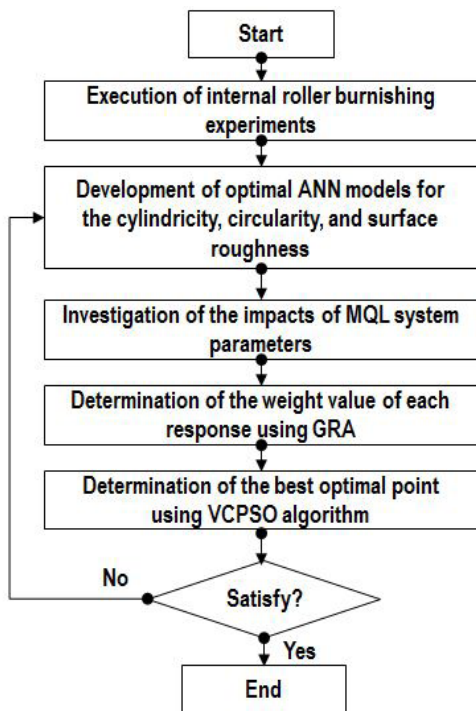 Start
Execution of internal roller burnishing
experiments
Development of optimal ANN models for
the cylindricity, circularity, and surface
roughness
Investigation of the impacts of MQL system
parameters
Determination of the weight value of each
response using GRA
Determination of the best optimal point
using VCPSO algorithm
No
Satisfy?
Yes
End